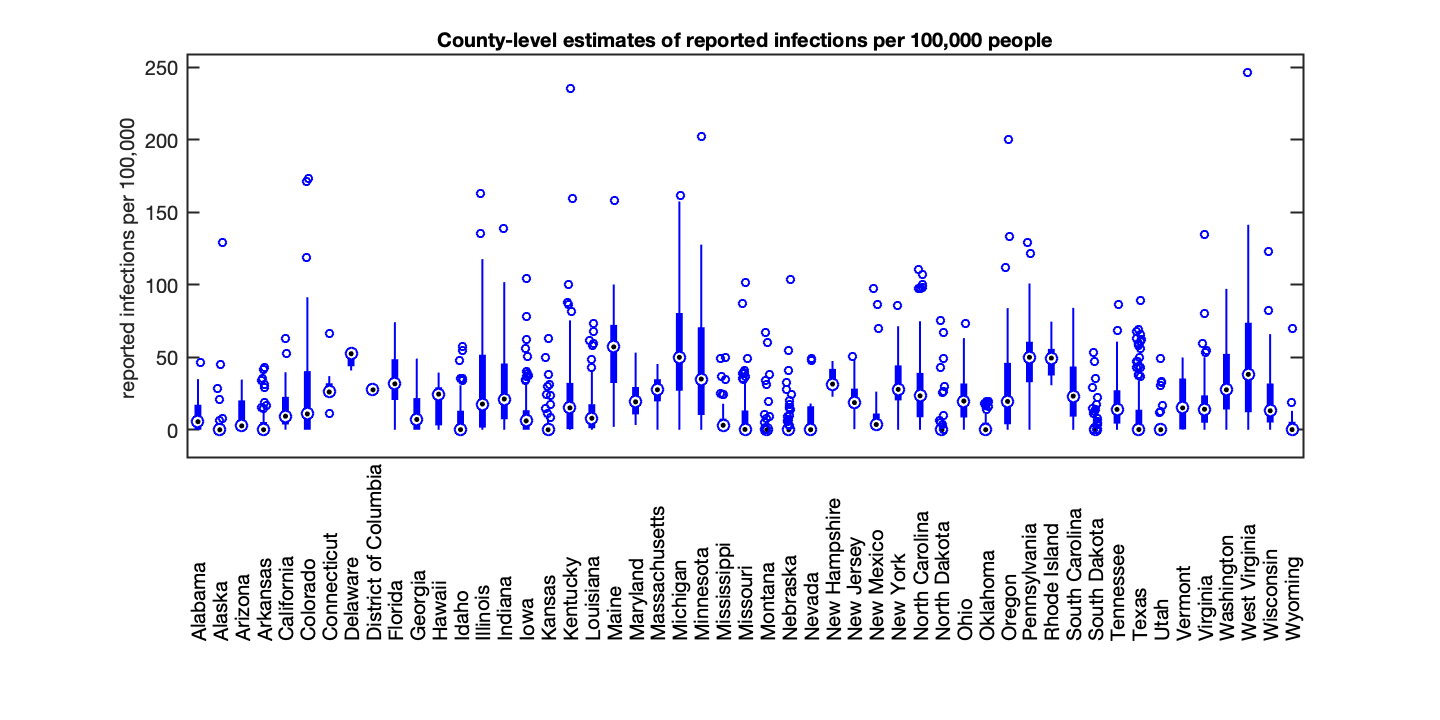 County-level estimates of reported infections per 100,000 people
reported infections per 100,000
250
200
150
100
50
0
Alabama
Alaska
Arizona
Arkansas
California
Colorado
Connecticut
Delaware
District of Columbia
Florida
Georgia
Hawaii
Idaho
Illinois
Indiana
Iowa
Kansas
Kentucky
Louisiana
Maine
Maryland
Massachusetts
Michigan
Minnesota
Mississippi
Missouri
Montana
Nebraska
Nevada
New Hampshire
New Jersey
New Mexico
New York
North Carolina
North Dakota
Ohio
Oklahoma
Oregon
Pennsylvania
Rhode Island
South Carolina
South Dakota
Tennessee
Texas
Utah
Vermont
Virginia
Washington
West Virginia
Wisconsin
Wyoming